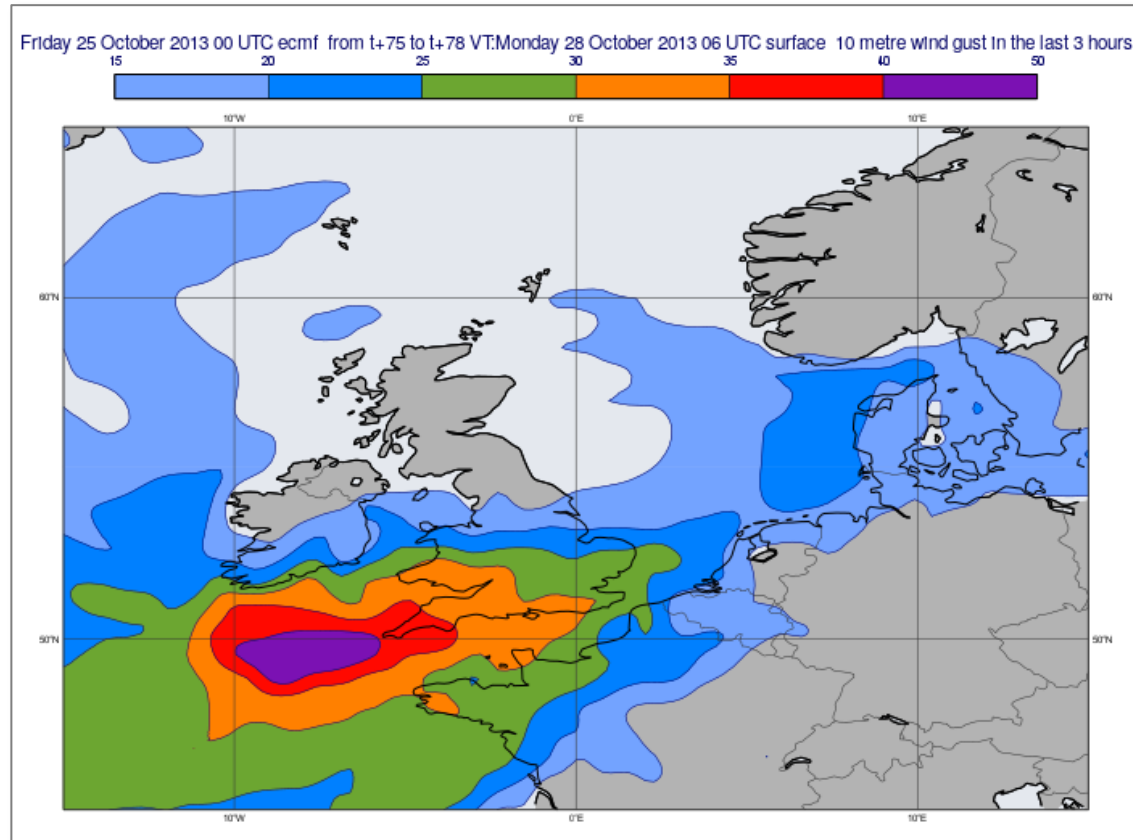 Friday 25 October 2013 00 UTC ecmf from t+75 to t+78 VT:Monday 28 October 2013 06 UTC surface 10 metre wind gust in the last 3 hours
15 20 25 30 35 40 50
10°W 0°E 10°E
60°N 60°N
50°N 50°N
10°W 0°E 10°E